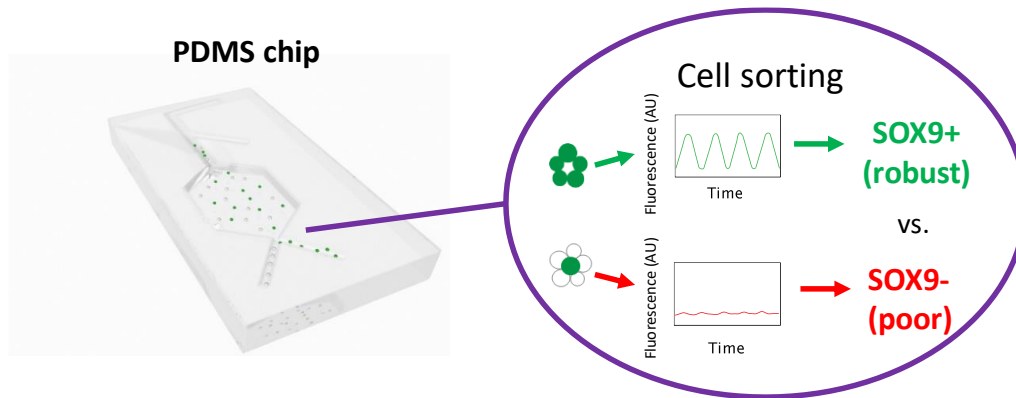 PDMS chip
Cell sorting
Fluorescence (AU)
Time
SOX9+
(robust)
vs.
Fluorescence (AU)
Time
SOX9-
(poor)